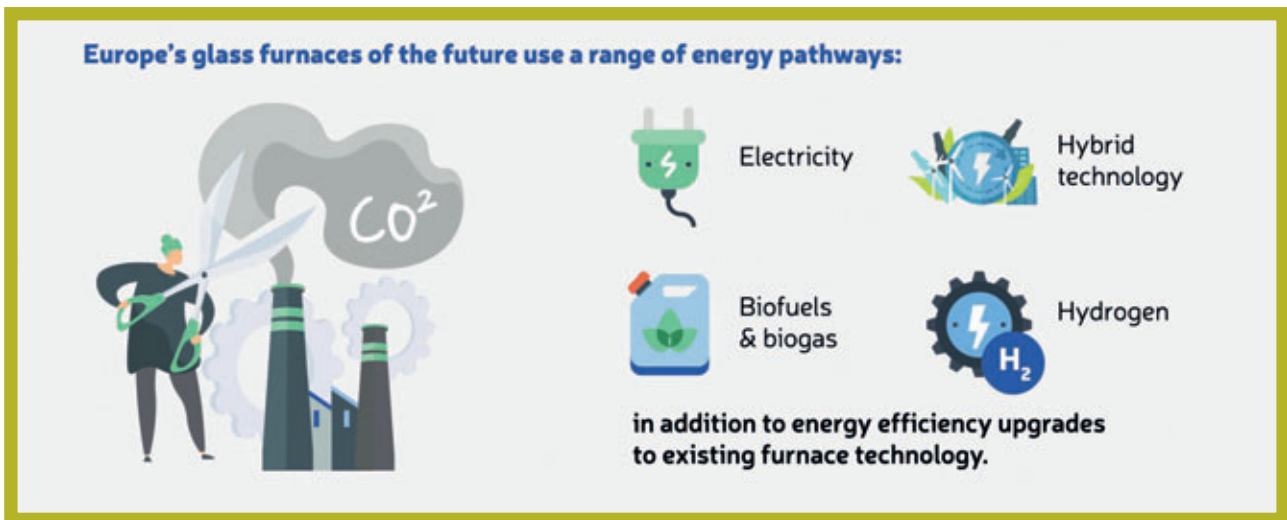 Europe's glass furnaces of the future use a range of energy pathways:
CO²
Electricity
Hybrid
technology
Biofuels
& biogas
Hydrogen
H₂
in addition to energy efficiency upgrades
to existing furnace technology.